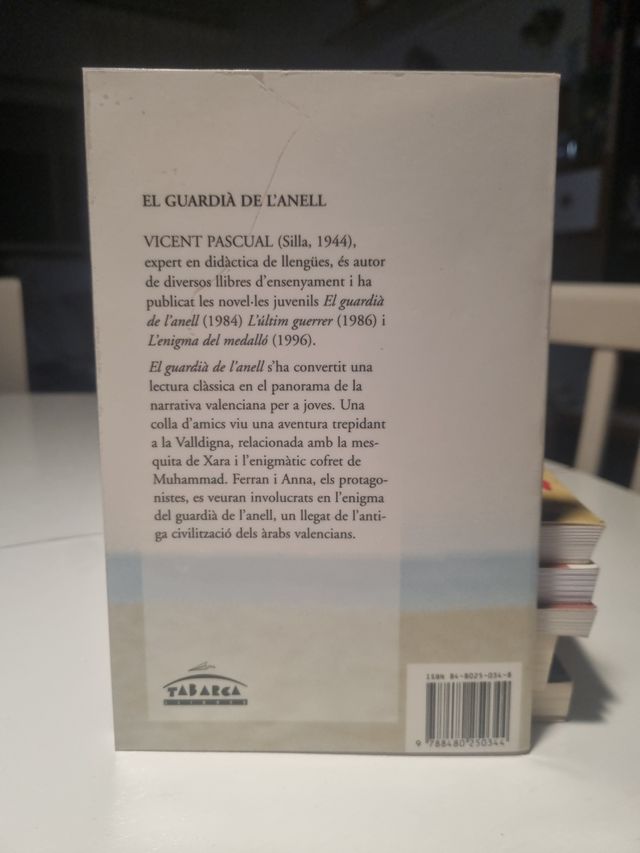 EL GUARDIÀ DE L'ANELL
VICENT PASCUAL (Silla, 1944),
expert en didàctica de llengües, és autor
de diversos llibres d'ensenyament i ha
publicat les novel·les juvenils El guardià
de l'anell (1984) L'últim guerrer (1986) i
L'enigma del medalló (1996).
El guardià de l'anell s'ha convertit una
lectura clàssica en el panorama de la
narrativa valenciana per a joves. Una
colla d'amics viu una aventura trepidant
a la Valldigna, relacionada amb la mes-
quita de Xara i l'enigmàtic cofret de
Muhammad. Ferran i Anna, els protago-
nistes, es veuran involucrats en l'enigma
del guardià de l'anell, un llegat de l'anti-
ga civilització dels àrabs valencians.
TABARCA
LLIBRES
ISBN 84-8025-034-8
9 788480 250344